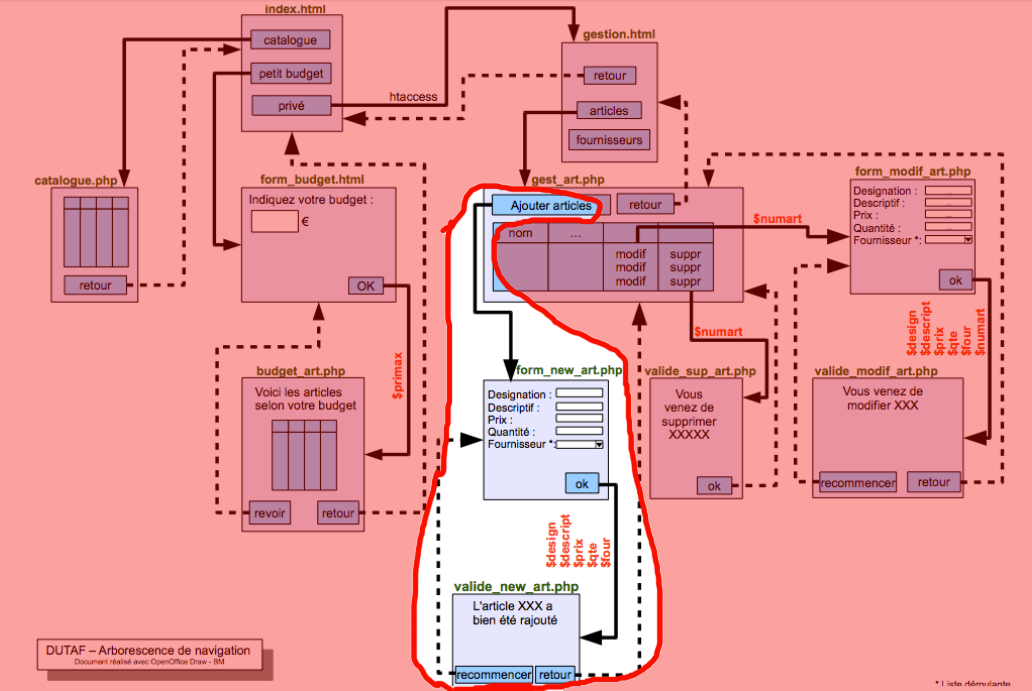 index.html
catalogue
petit budget
privé
htaccess
gestion.html
retour
articles
fournisseurs
catalogue.php
retour
form_budget.html
Indiquez votre budget :
€
OK
$primax
budget_art.php
Voici les articles
selon votre budget
revoir
retour
gest_art.php
Ajouter articles
retour
nom
...
modif
suppr
modif
suppr
modif
suppr
$numart
$numart
form_modif_art.php
Designation :
Descriptif :
Prix :
Quantité :
Fournisseur *:
ok
$design
$descript
$prix
$qte
$four
$numart
form_new_art.php
Designation :
Descriptif :
Prix :
Quantité :
Fournisseur *:
ok
$design
$descript
$prix
$qte
$four
valide_new_art.php
L'article XXX a
bien été rajouté
recommencer
retour
valide_sup_art.php
Vous
venez de
supprimer
XXXXX
ok
valide_modif_art.php
Vous venez de
modifier XXX
recommencer
retour
DUTAF – Arborescence de navigation
Document réalisé avec OpenOffice Draw - BM
* Liste déroulante